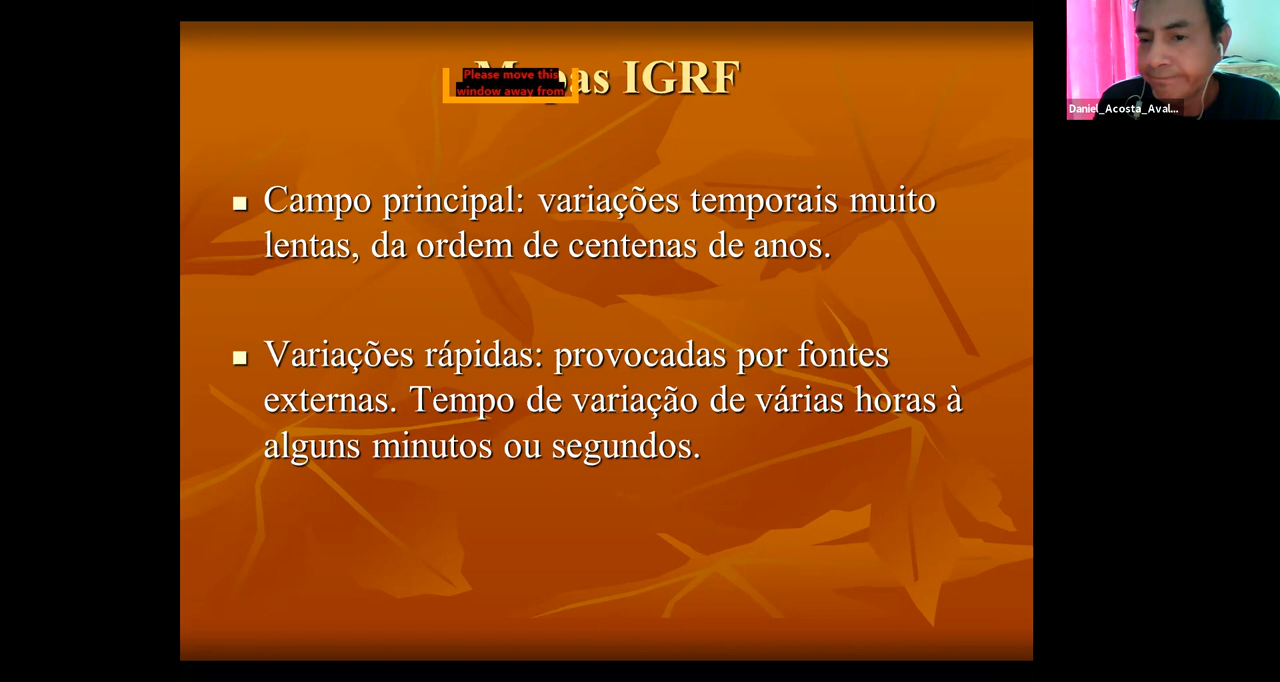 Mapas IGRF
Please move this
window away from
Campo principal: variações temporais muito
lentas, da ordem de centenas de anos.
Variações rápidas: provocadas por fontes
externas. Tempo de variação de várias horas à
alguns minutos ou segundos.
Daniel_Acosta_Aval...